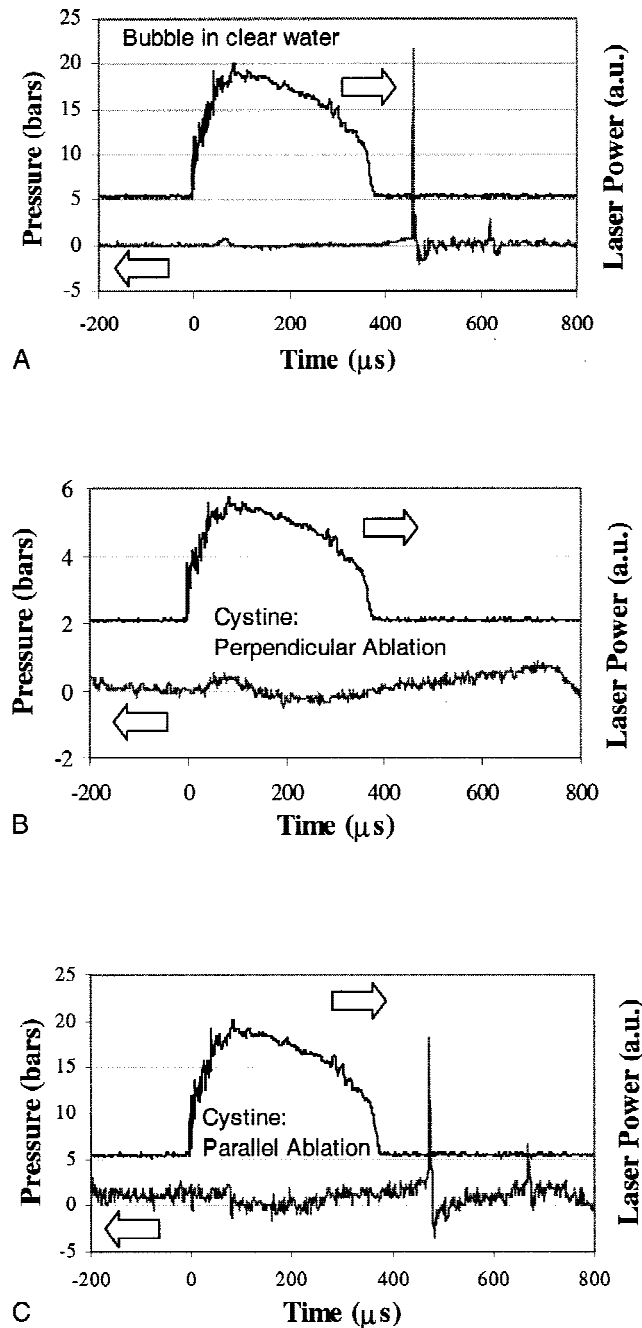 Bubble in clear water
Pressure (bars)
Laser Power (a.u.)
25
20
15
10
5
0
-5
-200 0 200 400 600 800
Time (μs)
A
Cystine:
Perpendicular Ablation
Pressure (bars)
Laser Power (a.u.)
6
4
2
0
-2
-200 0 200 400 600 800
Time (μs)
B
Cystine:
Parallel Ablation
Pressure (bars)
Laser Power (a.u.)
25
20
15
10
5
0
-5
-200 0 200 400 600 800
Time (μs)
C